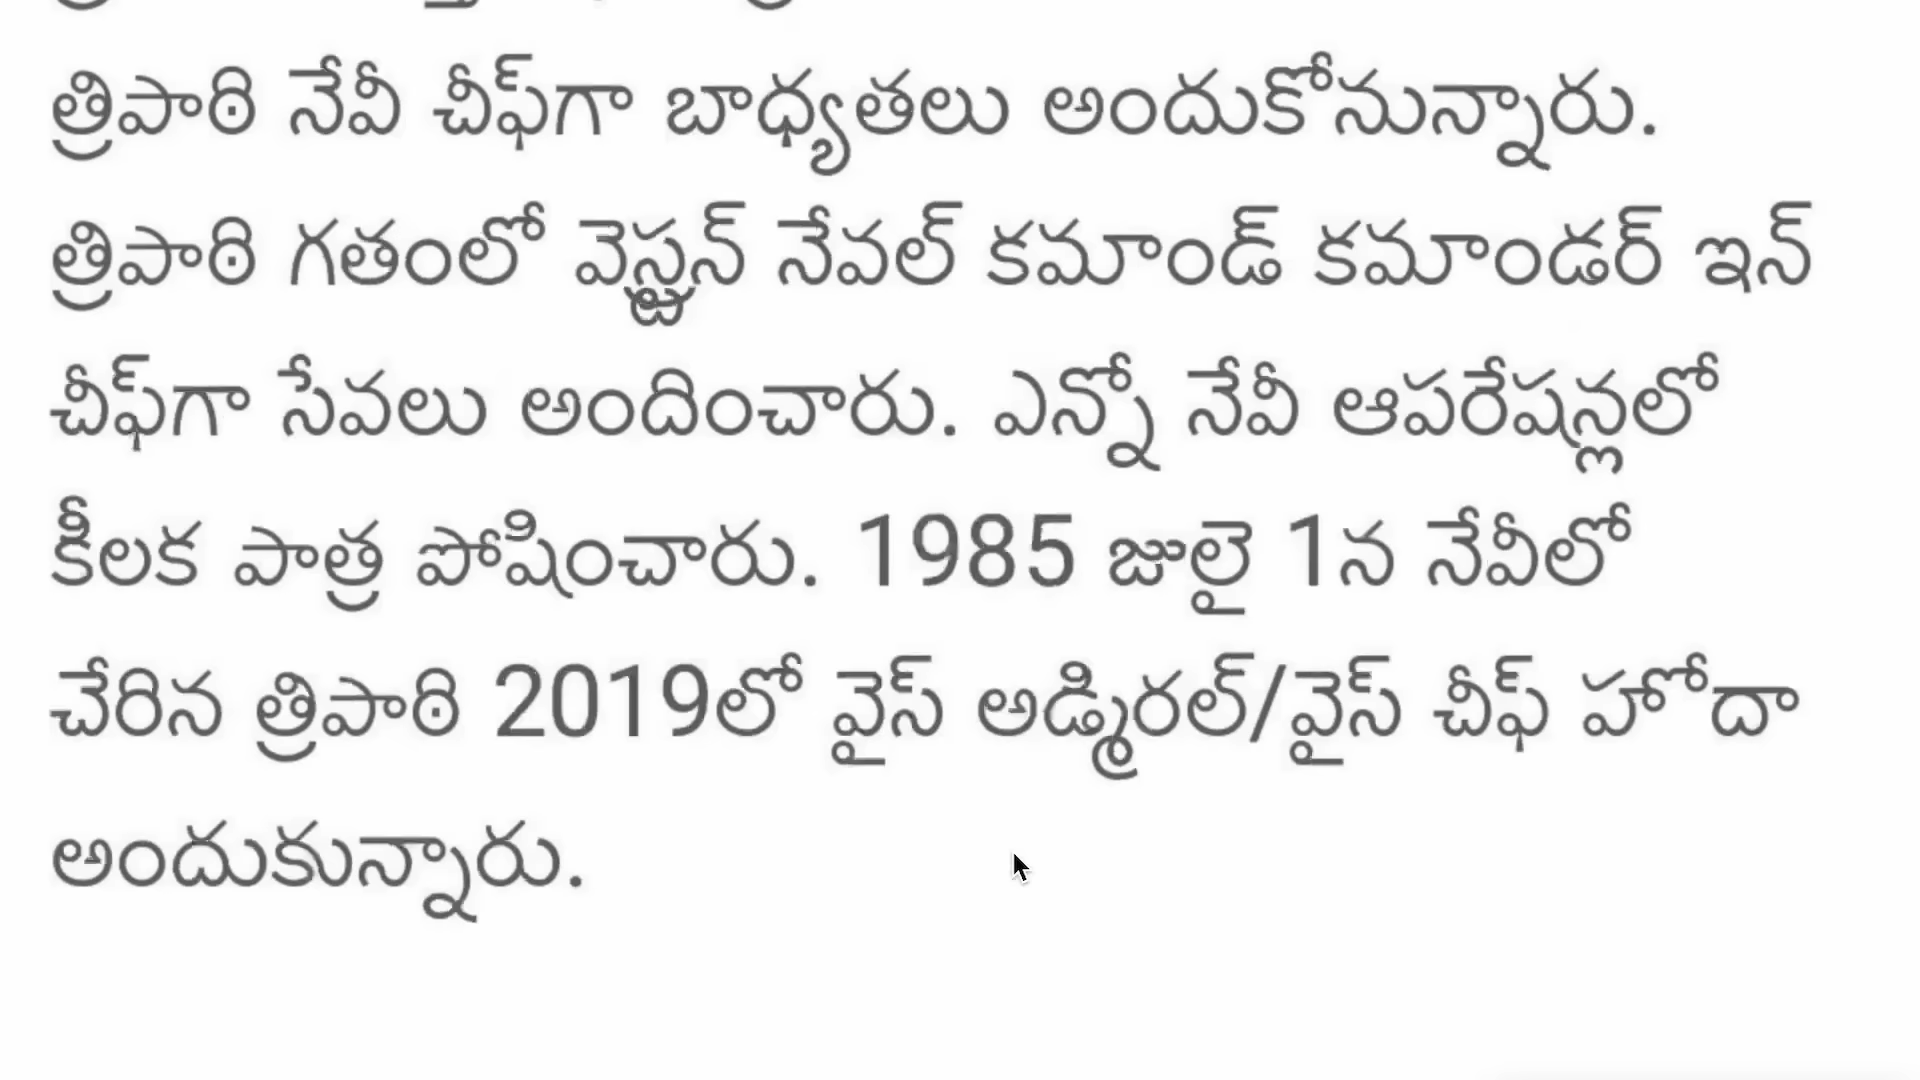 త్రిపాఠి నేవీ చీఫ్‌గా బాధ్యతలు అందుకోనున్నారు.
త్రిపాఠి గతంలో వెస్ట్రన్ నేవల్ కమాండ్ కమాండర్ ఇన్
చీఫ్‌గా సేవలు అందించారు. ఎన్నో నేవీ ఆపరేషన్లలో
కీలక పాత్ర పోషించారు. 1985 జులై 1న నేవీలో
చేరిన త్రిపాఠి 2019లో వైస్ అడ్మిరల్/వైస్ చీఫ్ హోదా
అందుకున్నారు.